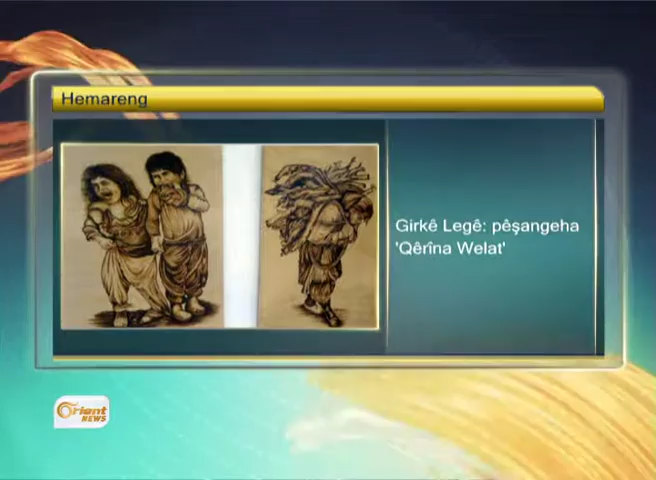 Hemareng
Girkê Legê: pêşangeha
'Qêrîna Welat'
Orient
NEWS